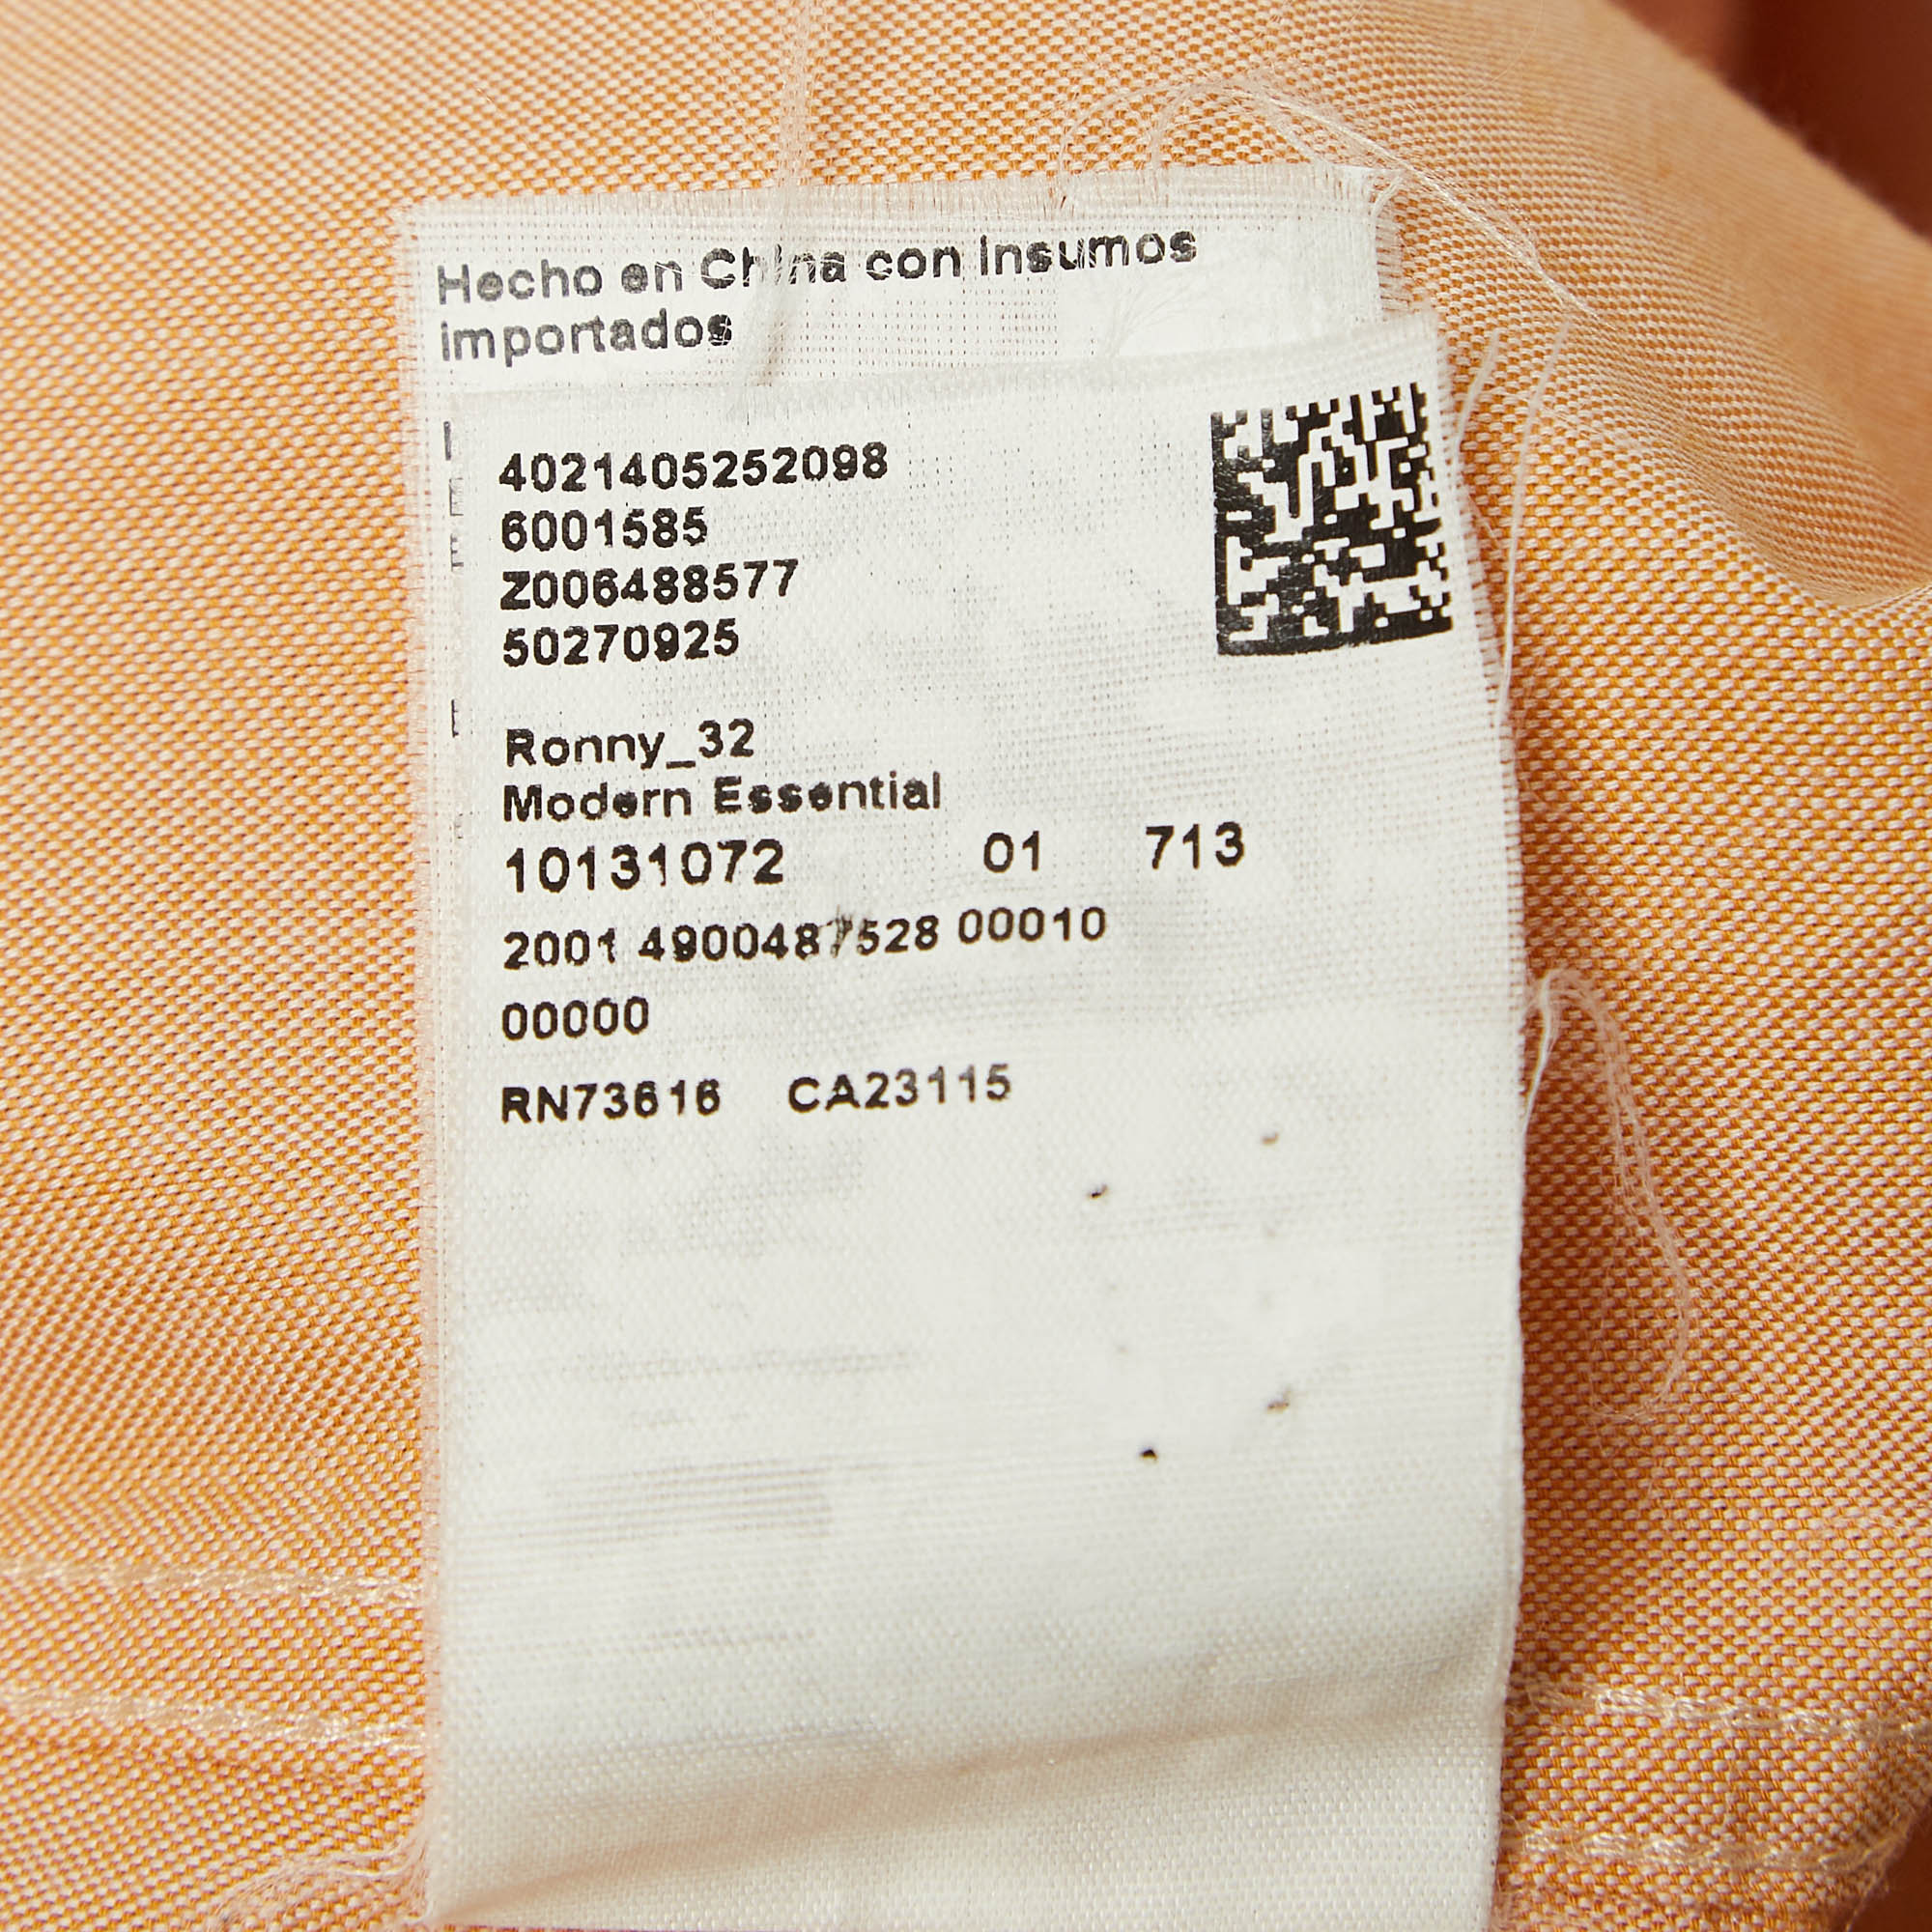 Hecho en China con insumos
importados
4021405252098
6001585
Z006488577
50270925
Ronny_32
Modern Essential
10131072 01 713
2001 4900487528 00010
00000
RN73616 CA23115